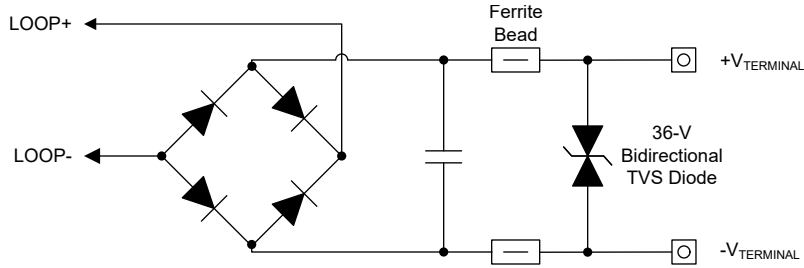 LOOP+
Ferrite
Bead
+VTERMINAL
LOOP-
36-V
Bidirectional
TVS Diode
-VTERMINAL